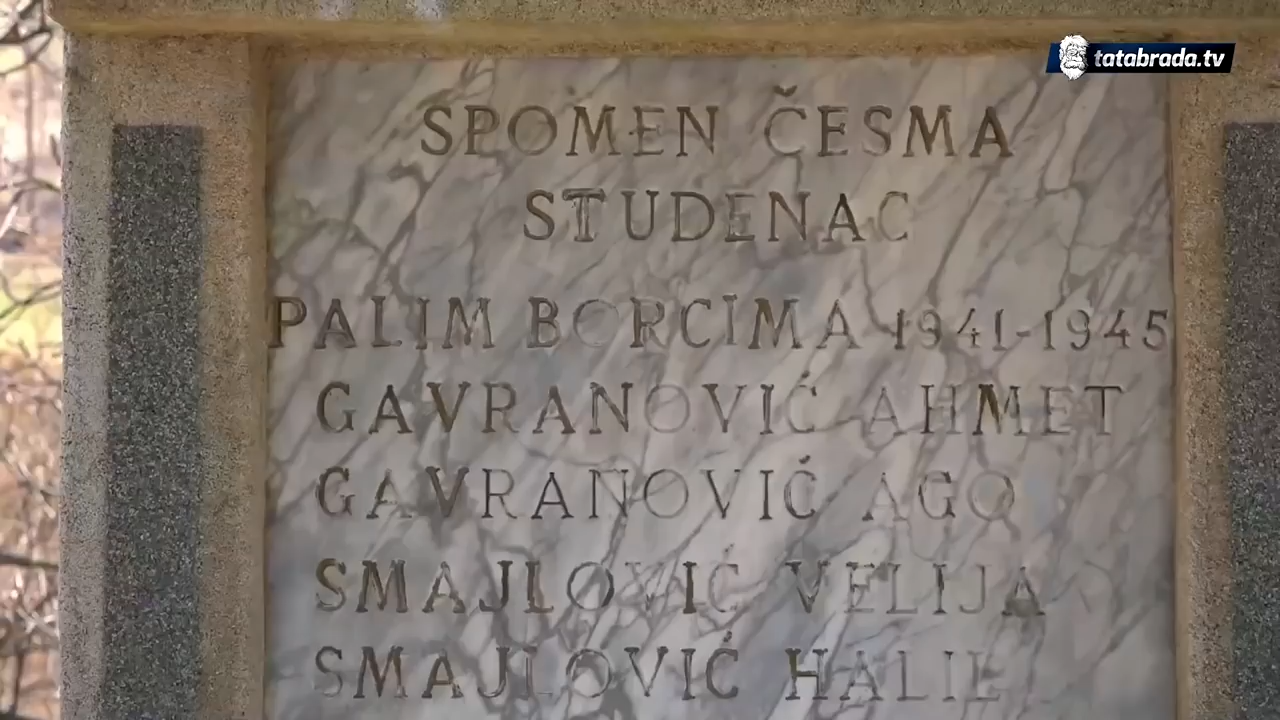 tatabrada.tv
SPOMEN ČESMA
STUDENAC
PALIM BORCIMA 1941-1945
GAVRANOVIĆ AHMET
GAVRANOVIĆ AGO
SMAJLOVIĆ VELIJA
SMAJLOVIĆ HALIL